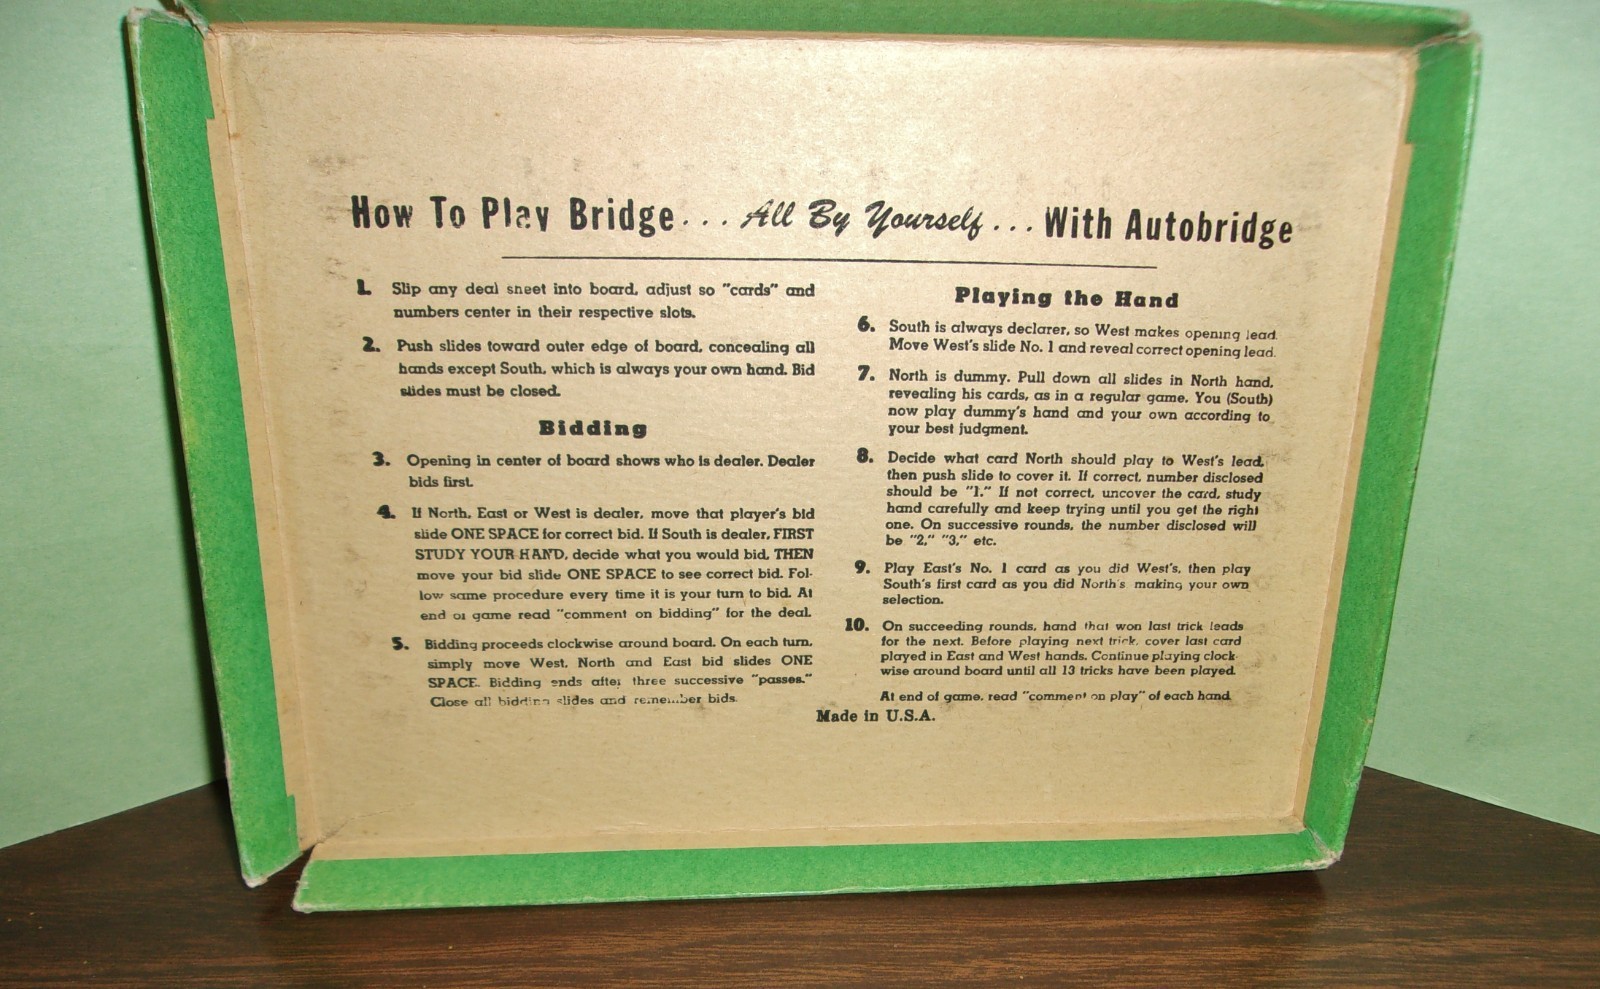 How To Play Bridge... All By Yourself... With Autobridge
1. Slip any deal sheet into board, adjust so "cards" and
numbers center in their respective slots.
2. Push slides toward outer edge of board, concealing all
hands except South, which is always your own hand. Bid
slides must be closed.
Bidding
3. Opening in center of board shows who is dealer. Dealer
bids first.
4. If North, East or West is dealer, move that player's bid
slide ONE SPACE for correct bid. If South is dealer, FIRST
STUDY YOUR HAND, decide what you would bid, THEN
move your bid slide ONE SPACE to see correct bid. Fol-
low same procedure every time it is your turn to bid. At
end of game read "comment on bidding" for the deal.
5. Bidding proceeds clockwise around board. On each turn,
simply move West, North and East bid slides ONE
SPACE. Bidding ends after three successive "passes."
Close all bidding slides and remember bids.
Playing the Hand
6. South is always declarer, so West makes opening lead.
Move West's slide No. 1 and reveal correct opening lead.
7. North is dummy. Pull down all slides in North hand,
revealing his cards, as in a regular game. You (South)
now play dummy's hand and your own according to
your best judgment.
8. Decide what card North should play to West's lead,
then push slide to cover it. If correct, number disclosed
should be "1." If not correct, uncover the card, study
hand carefully and keep trying until you get the right
one. On successive rounds, the number disclosed will
be "2," "3," etc.
9. Play East's No. 1 card as you did West's, then play
South's first card as you did North's making your own
selection.
10. On succeeding rounds, hand that won last trick leads
for the next. Before playing next trick, cover last card
played in East and West hands. Continue playing clock-
wise around board until all 13 tricks have been played.
At end of game, read "comment on play" of each hand.
Made in U.S.A.